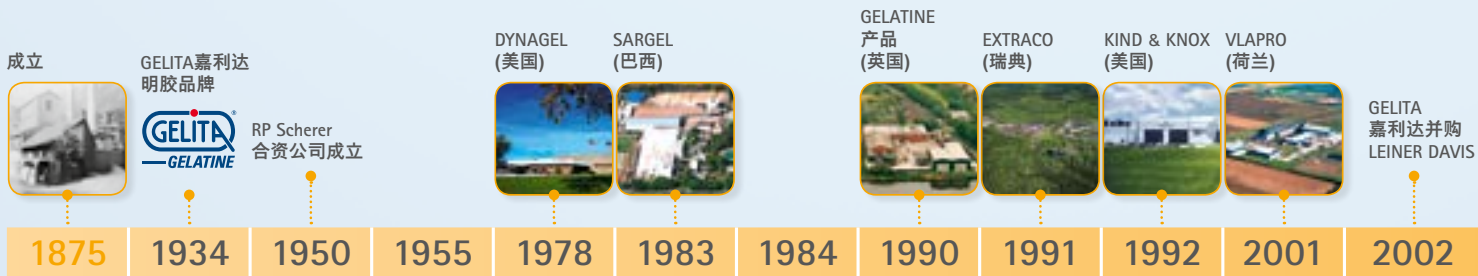 成立
GELITA嘉利达
明胶品牌
GELITA®
GELATINE
RP Scherer
合资公司成立
DYNAGEL
(美国)
SARGEL
(巴西)
GELATINE
产品
(英国)
EXTRACO
(瑞典)
KIND & KNOX
(美国)
VLAPRO
(荷兰)
GELITA
嘉利达并购
LEINER DAVIS
1875 1934 1950 1955 1978 1983 1984 1990 1991 1992 2001 2002